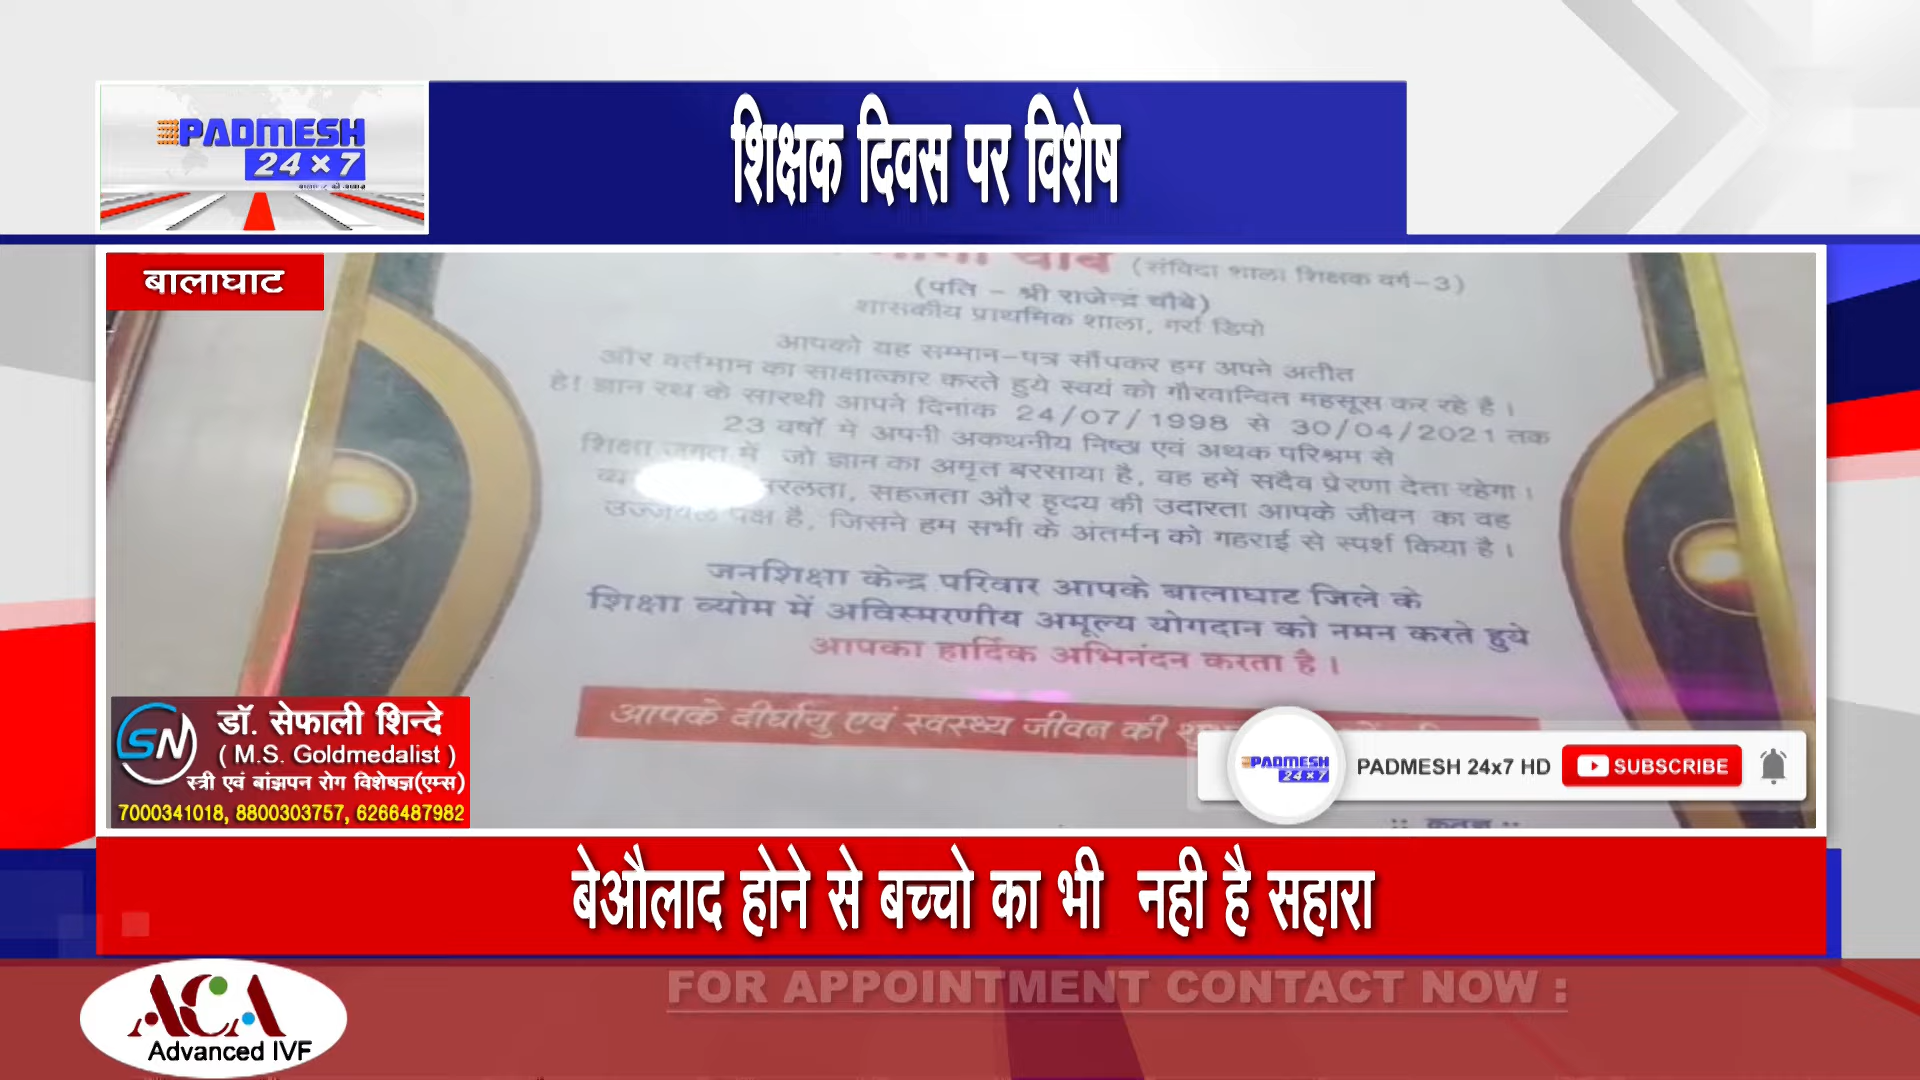 PADMESH
24×7
शिक्षक दिवस पर विशेष
बालाघाट
(संविदा शाला शिक्षक वर्ग-3)
(पति - श्री राजेन्द्र चौबे)
शासकीय प्राथमिक शाला, गर्रा डिपो
आपको यह सम्मान-पत्र सौंपकर हम अपने अतीत
और वर्तमान का साक्षात्कार करते हुये स्वयं को गौरवान्वित महसूस कर रहे है।
हे! ज्ञान रथ के सारथी आपने दिनांक 24/07/1998 से 30/04/2021 तक
23 वर्षों मे अपनी अकथनीय निष्ठा एवं अथक परिश्रम से
शिक्षा जगत में जो ज्ञान का अमृत बरसाया है, वह हमें सदैव प्रेरणा देता रहेगा।
सरलता, सहजता और हृदय की उदारता आपके जीवन का वह
उज्जवल पक्ष है, जिसने हम सभी के अंतर्मन को गहराई से स्पर्श किया है।
जनशिक्षा केन्द्र परिवार आपके बालाघाट जिले के
शिक्षा व्योम में अविस्मरणीय अमूल्य योगदान को नमन करते हुये
आपका हार्दिक अभिनंदन करता है।
आपके दीर्घायु एवं स्वस्थ्य जीवन की
SN
डॉ. सेफाली शिन्दे
( M.S. Goldmedalist )
स्त्री एवं बांझपन रोग विशेषज्ञ(एम्स)
7000341018, 8800303757, 6266487982
PADMESH
24×7
PADMESH 24x7 HD
SUBSCRIBE
बेऔलाद होने से बच्चो का भी नही है सहारा
FOR APPOINTMENT CONTACT NOW :
ACA
Advanced IVF